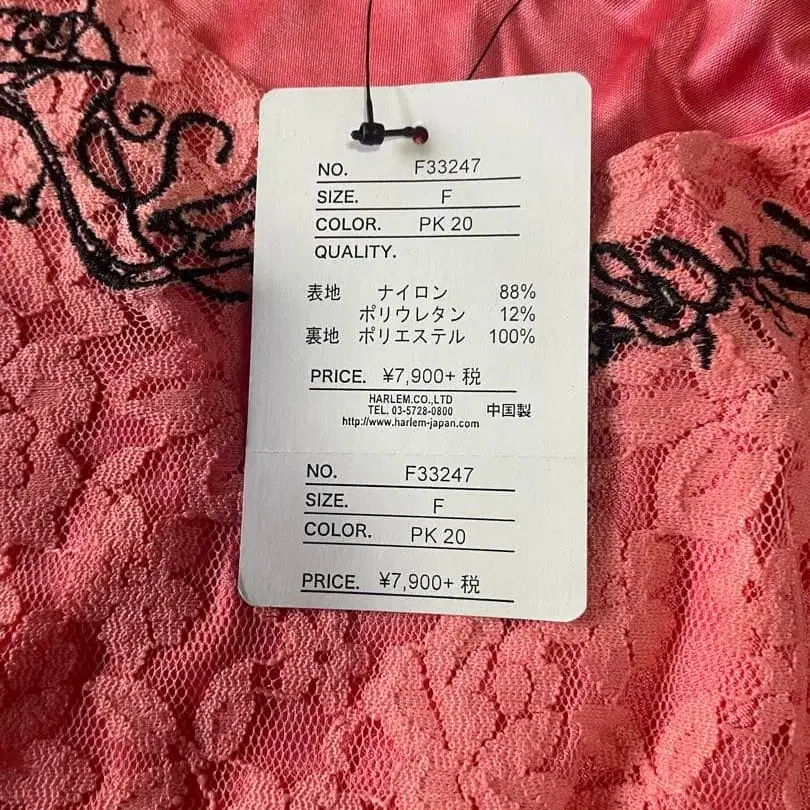 NO. F33247
SIZE. F
COLOR. PK 20
QUALITY.
表地 ナイロン 88%
ポリウレタン 12%
裏地 ポリエステル 100%
PRICE. ¥7,900+ 税
HARLEM.CO.,LTD
TEL. 03-5728-0800 中国製
http://www.harlem-japan.com
NO. F33247
SIZE. F
COLOR. PK 20
PRICE. ¥7,900+ 税